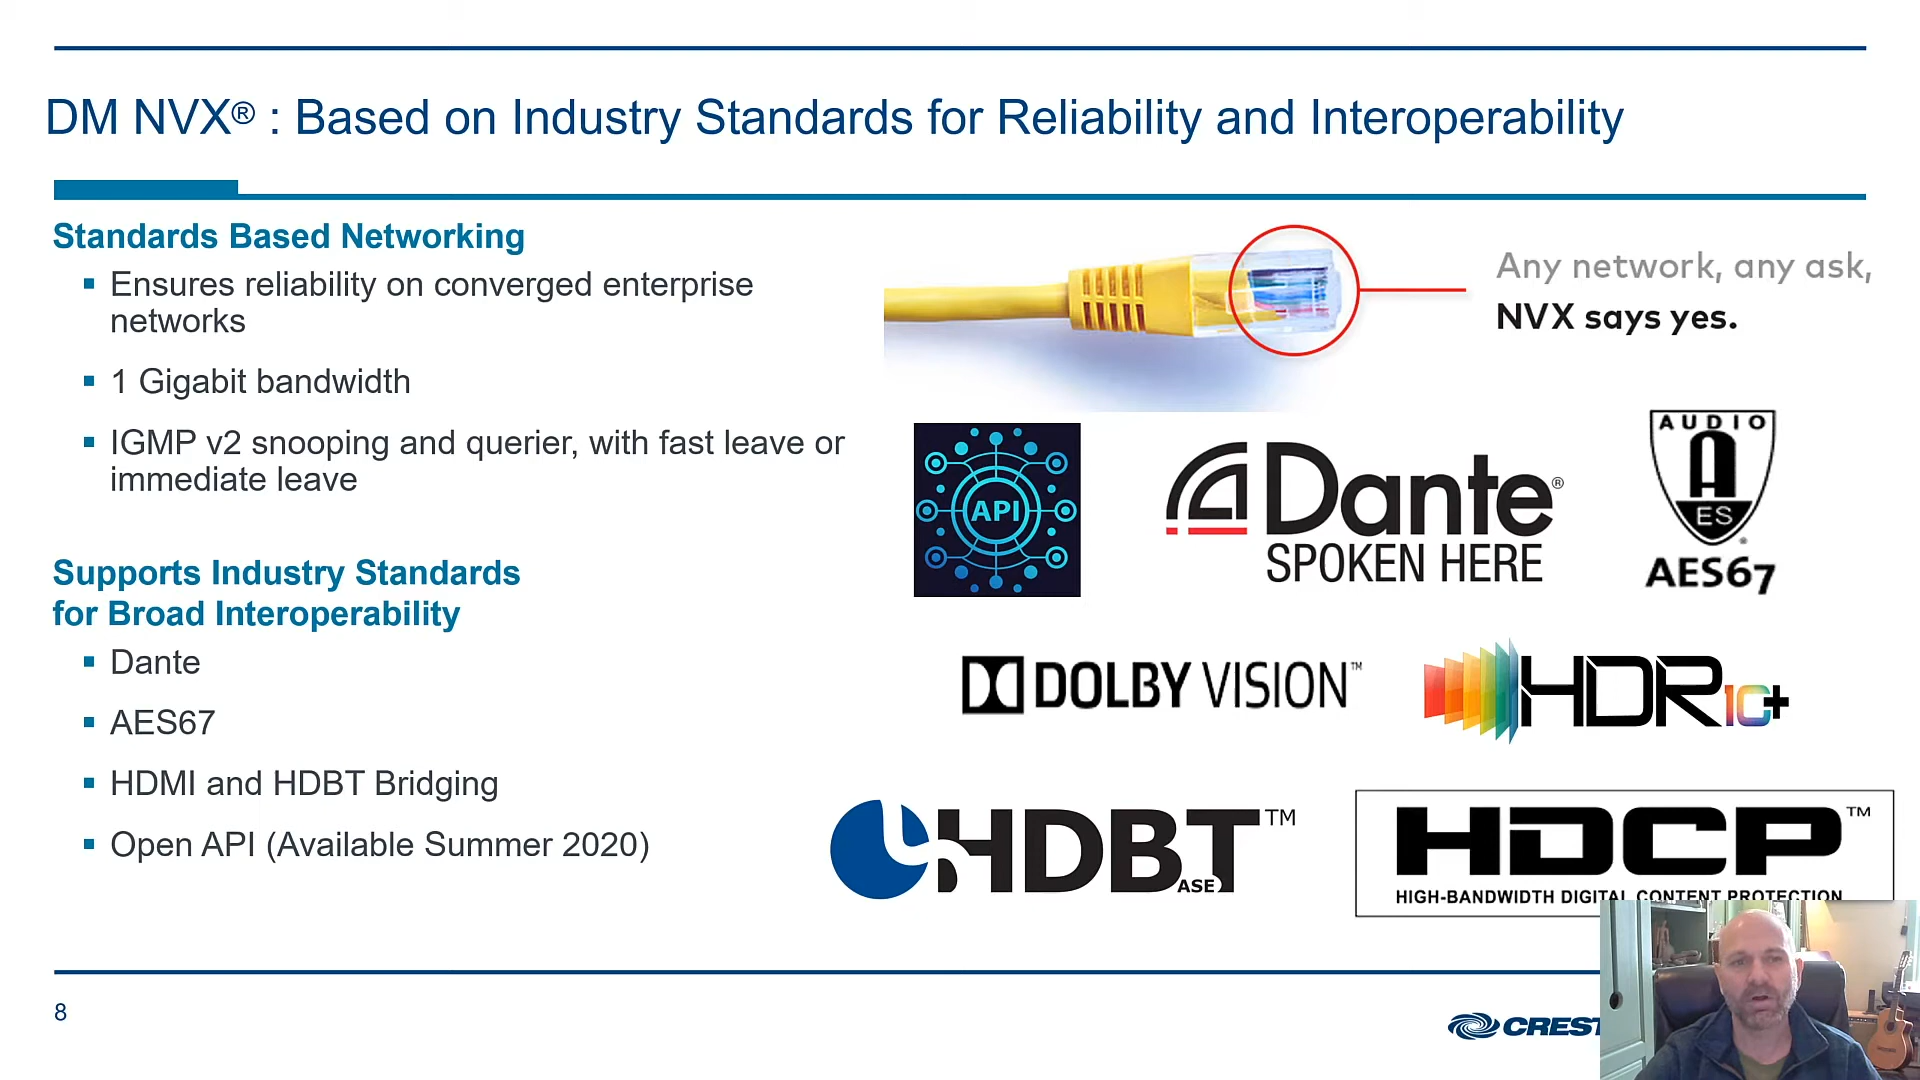 DM NVX® : Based on Industry Standards for Reliability and Interoperability
Standards Based Networking
▪ Ensures reliability on converged enterprise
networks
▪ 1 Gigabit bandwidth
▪ IGMP v2 snooping and querier, with fast leave or
immediate leave
Supports Industry Standards
for Broad Interoperability
▪ Dante
▪ AES67
▪ HDMI and HDBT Bridging
▪ Open API (Available Summer 2020)
Any network, any ask,
NVX says yes.
API
Dante®
SPOKEN HERE
AUDIO
A
ES®
AES67
DOLBY VISION™
HDR10+
HDBT™
ASE
HDCP™
HIGH-BANDWIDTH DIGITAL CONTENT PROTECTION
8
CREST